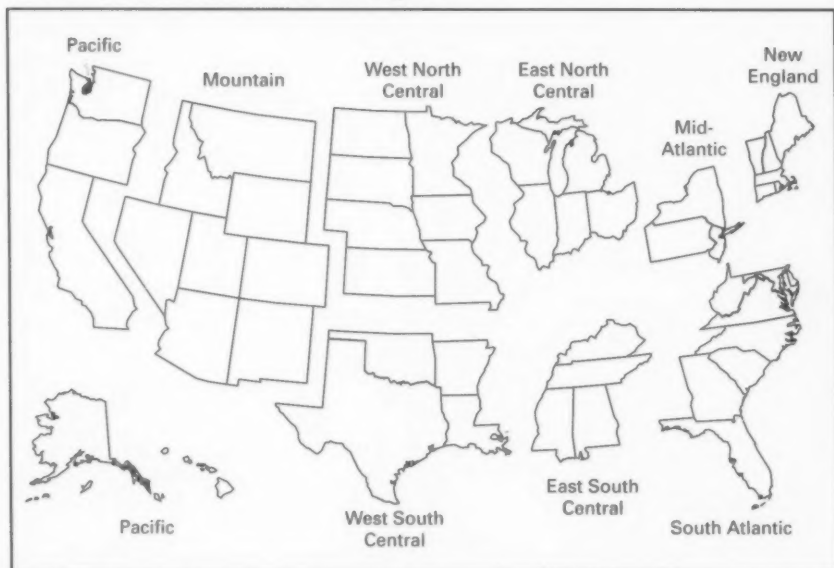 Pacific
Mountain
West North
Central
East North
Central
New
England
Mid-
Atlantic
Pacific
West South
Central
East South
Central
South Atlantic